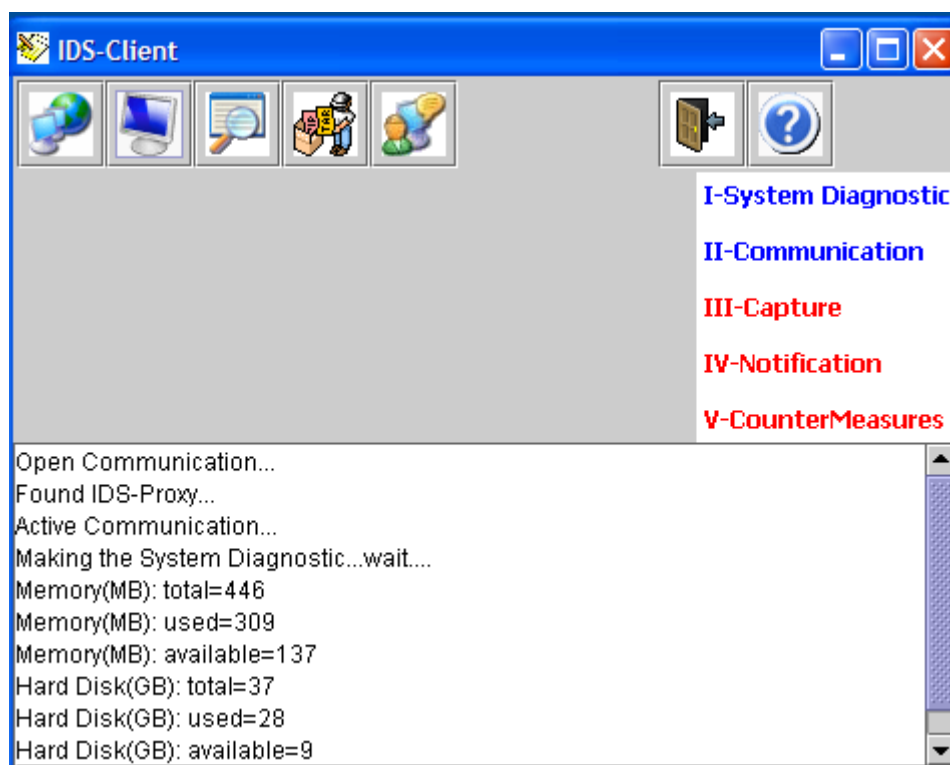 IDS-Client
I-System Diagnostic
II-Communication
III-Capture
IV-Notification
V-CounterMeasures
Open Communication...
Found IDS-Proxy...
Active Communication...
Making the System Diagnostic...wait....
Memory(MB): total=446
Memory(MB): used=309
Memory(MB): available=137
Hard Disk(GB): total=37
Hard Disk(GB): used=28
Hard Disk(GB): available=9